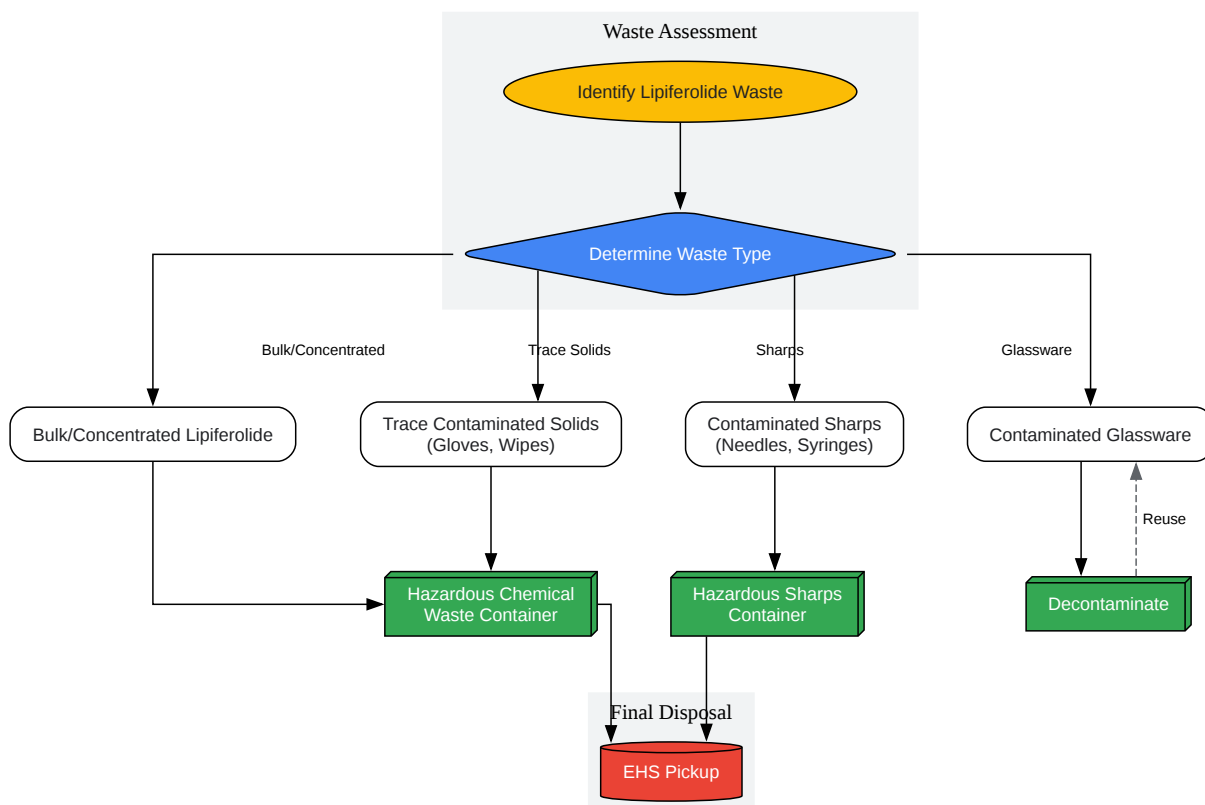 Waste Assessment
Identify Lipiferolide Waste
Determine Waste Type
Bulk/Concentrated
Trace Solids
Sharps
Glassware
Bulk/Concentrated Lipiferolide
Trace Contaminated Solids
(Gloves, Wipes)
Contaminated Sharps
(Needles, Syringes)
Contaminated Glassware
Reuse
Hazardous Chemical
Waste Container
Hazardous Sharps
Container
Decontaminate
Final Disposal
EHS Pickup